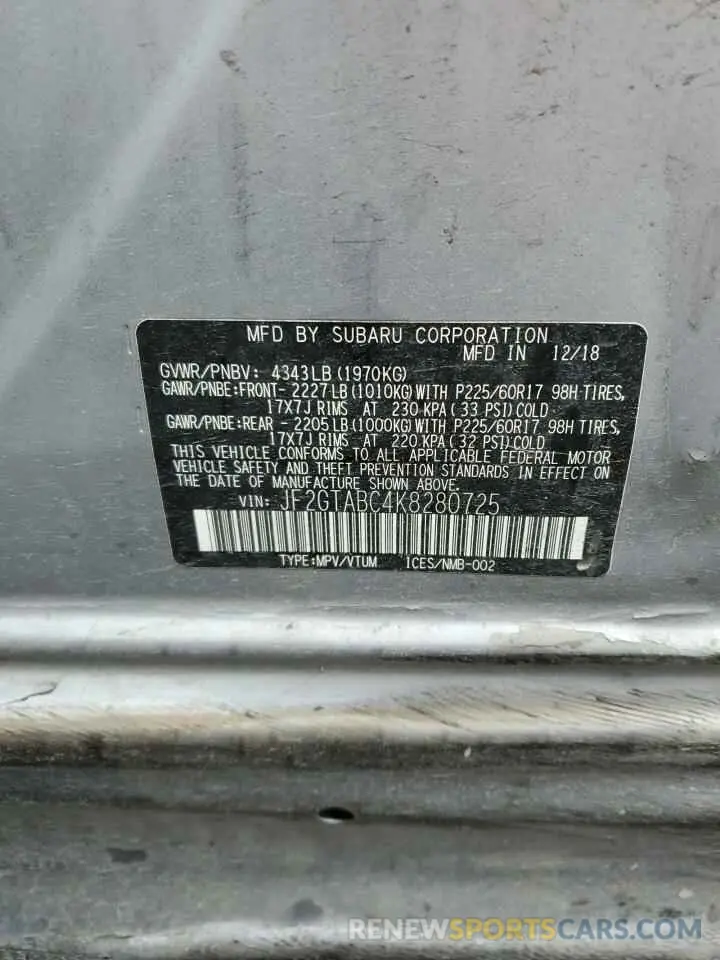 MFD BY SUBARU CORPORATION
MFD IN 12/18
GVWR/PNBV: 4343LB(1970KG)
GAWR/PNBE:FRONT- 2227LB(1010KG)WITH P225/60R17 98H TIRES,
17X7J RIMS AT 230 KPA(33 PSI)COLD
GAWR/PNBE:REAR - 2205LB(1000KG)WITH P225/60R17 98H TIRES,
17X7J RIMS AT 220 KPA(32 PSI)COLD
THIS VEHICLE CONFORMS TO ALL APPLICABLE FEDERAL MOTOR
VEHICLE SAFETY AND THEFT PREVENTION STANDARDS IN EFFECT ON
THE DATE OF MANUFACTURE SHOWN ABOVE.
VIN: JF2GTABC4K8280725
TYPE:MPV/VTUM ICES/NMB-002
RENEWSPORTSCARS.COM